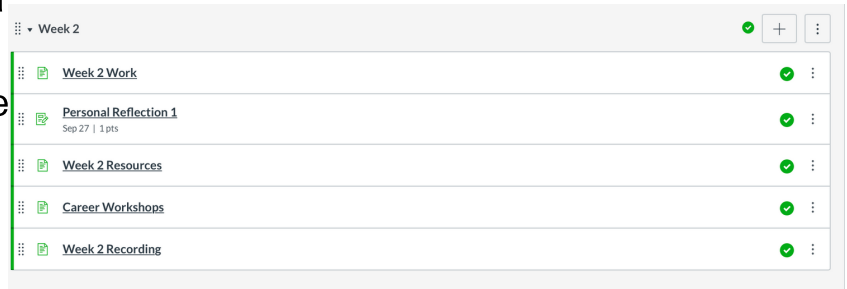 Week 2
Week 2 Work
e
Personal Reflection 1
Sep 27 | 1 pts
Week 2 Resources
Career Workshops
Week 2 Recording